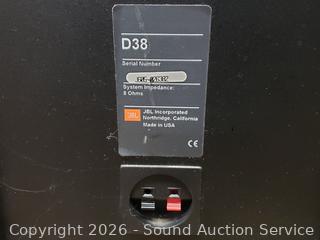 D38
Serial Number
System Impedance:
8 Ohms
JBL
JBL Incorporated
Northridge, California
Made in USA
CE
Copyright 2026 - Sound Auction Service